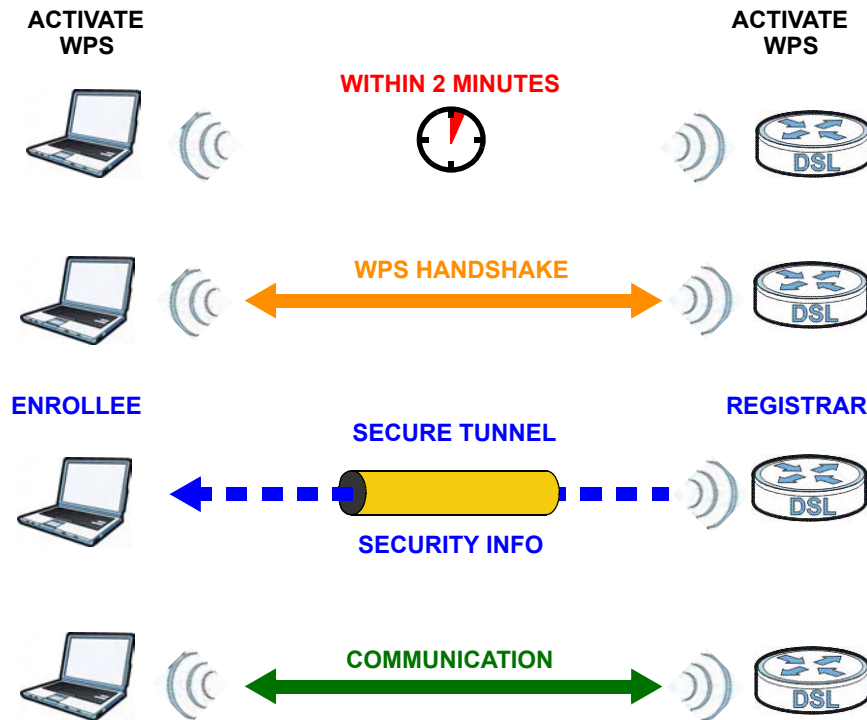 ACTIVATE
WPS
ACTIVATE
WPS
WITHIN 2 MINUTES
DSL
WPS HANDSHAKE
DSL
ENROLLEE
REGISTRAR
SECURE TUNNEL
DSL
SECURITY INFO
COMMUNICATION
DSL